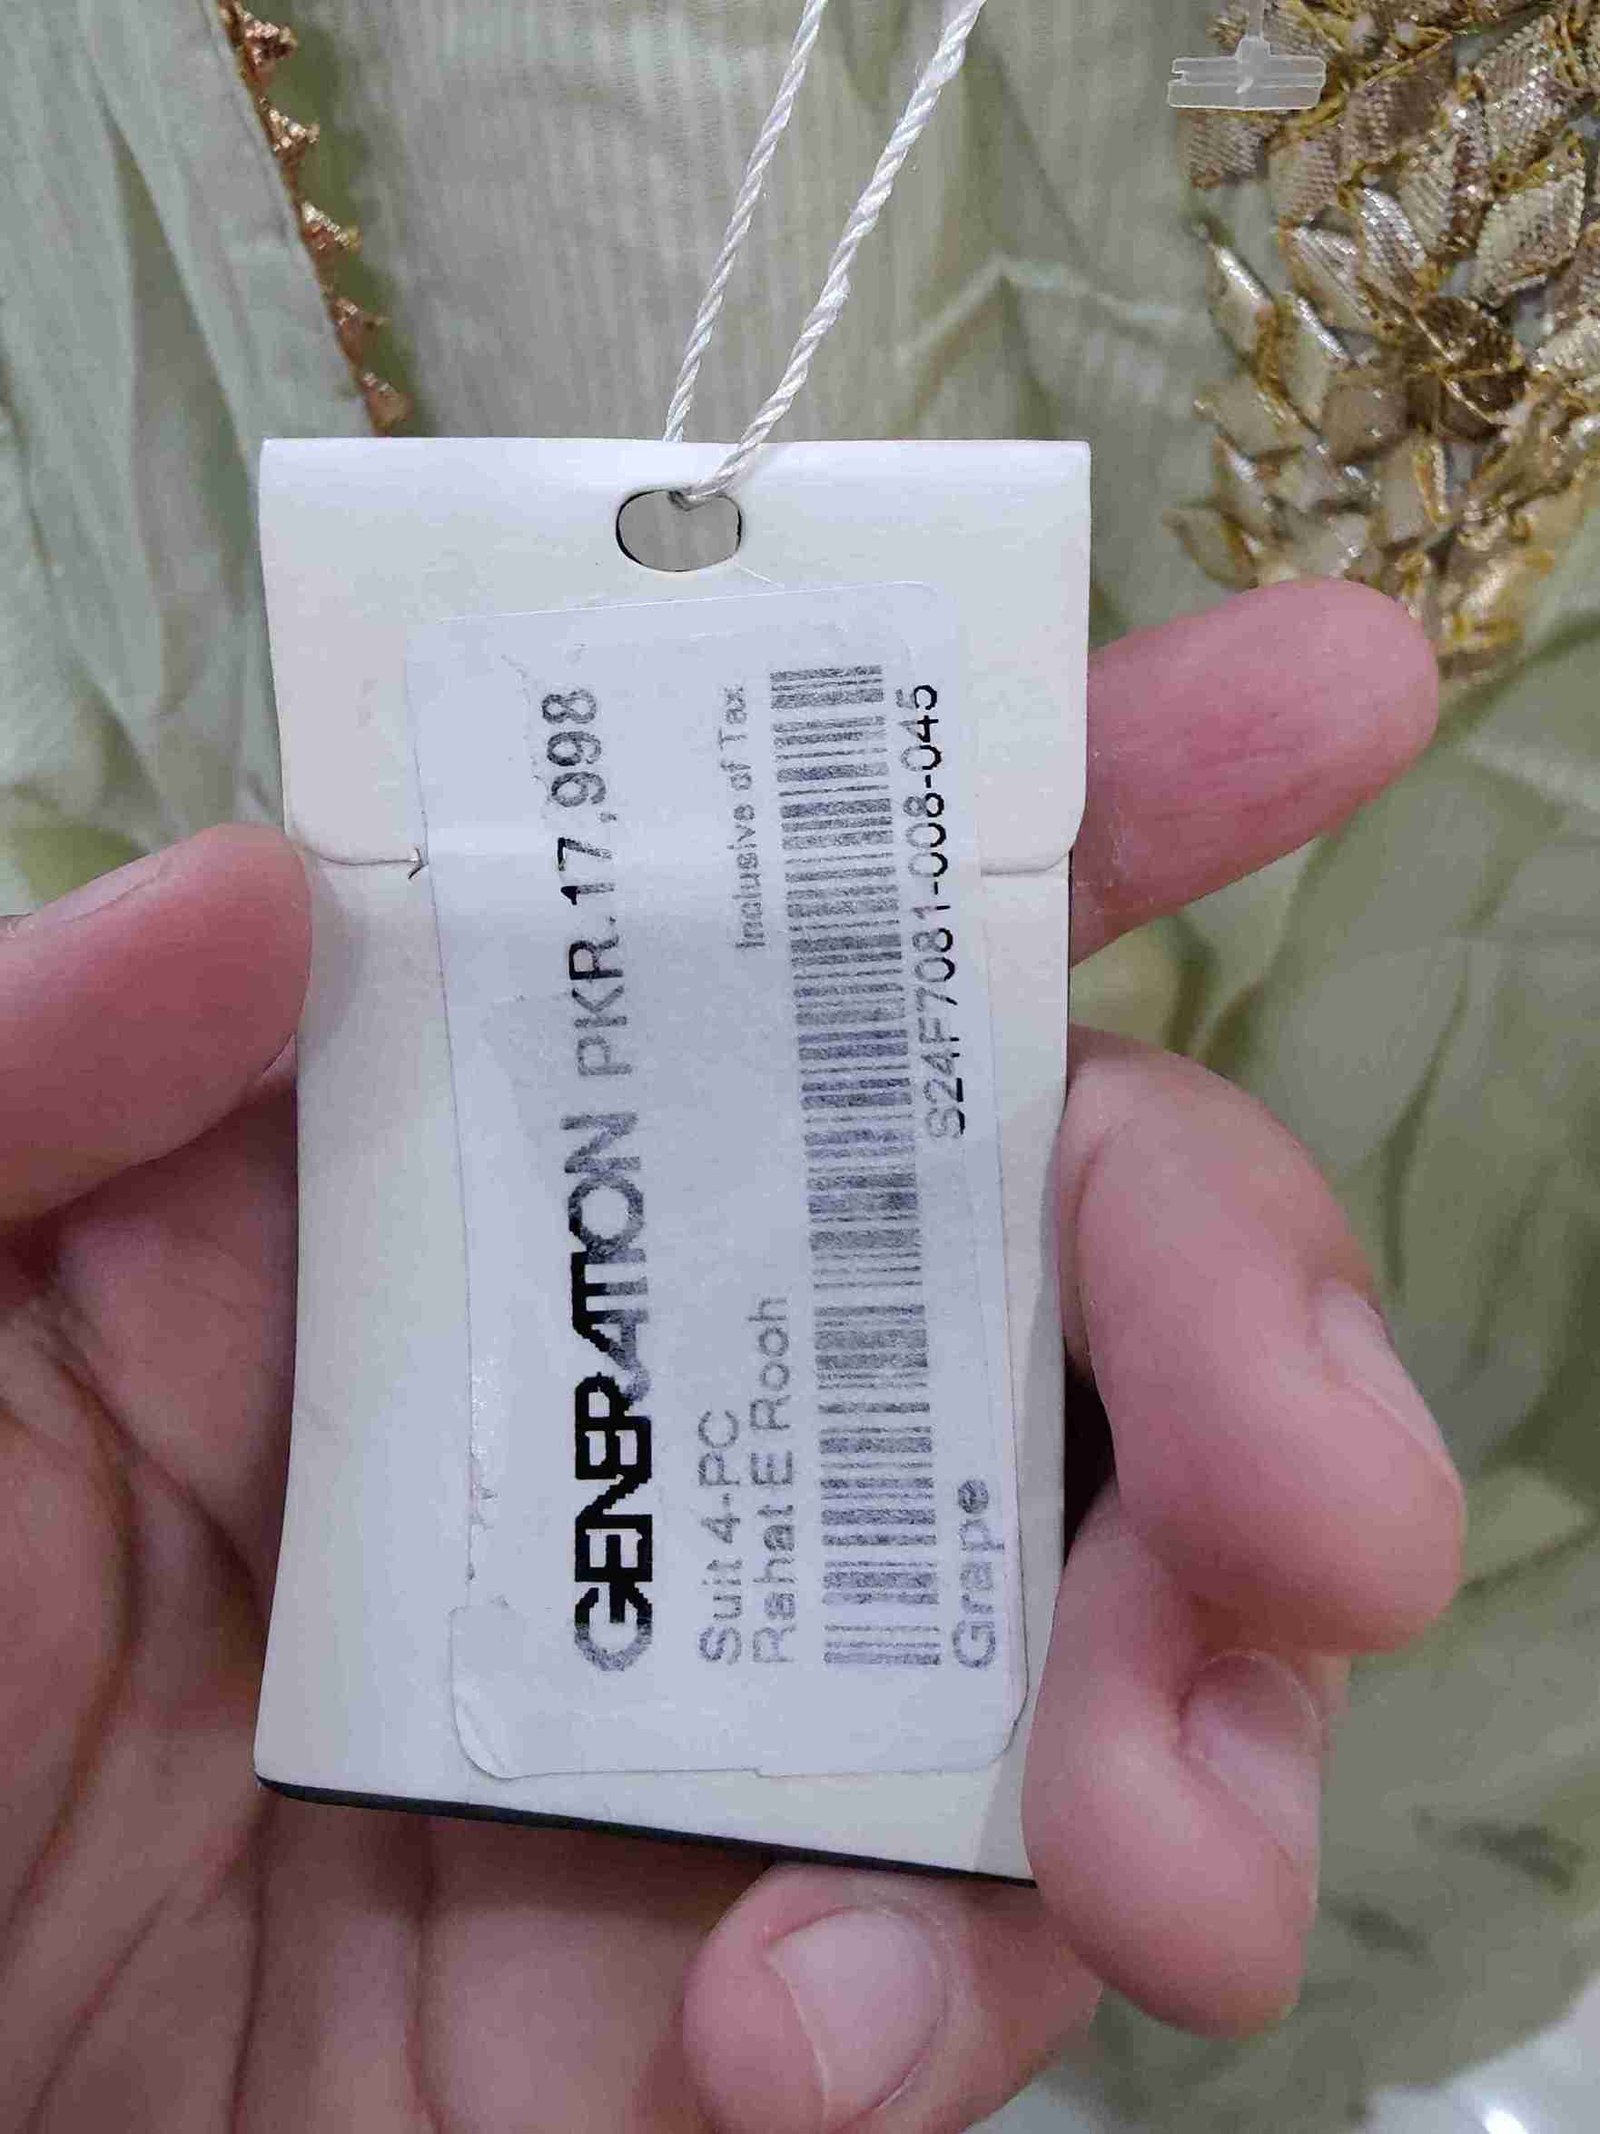 GENERATION PKR.17,998
Suit 4-PC
Rahat E Rooh Inclusive of Tax
S24F7081-008-045
Grape